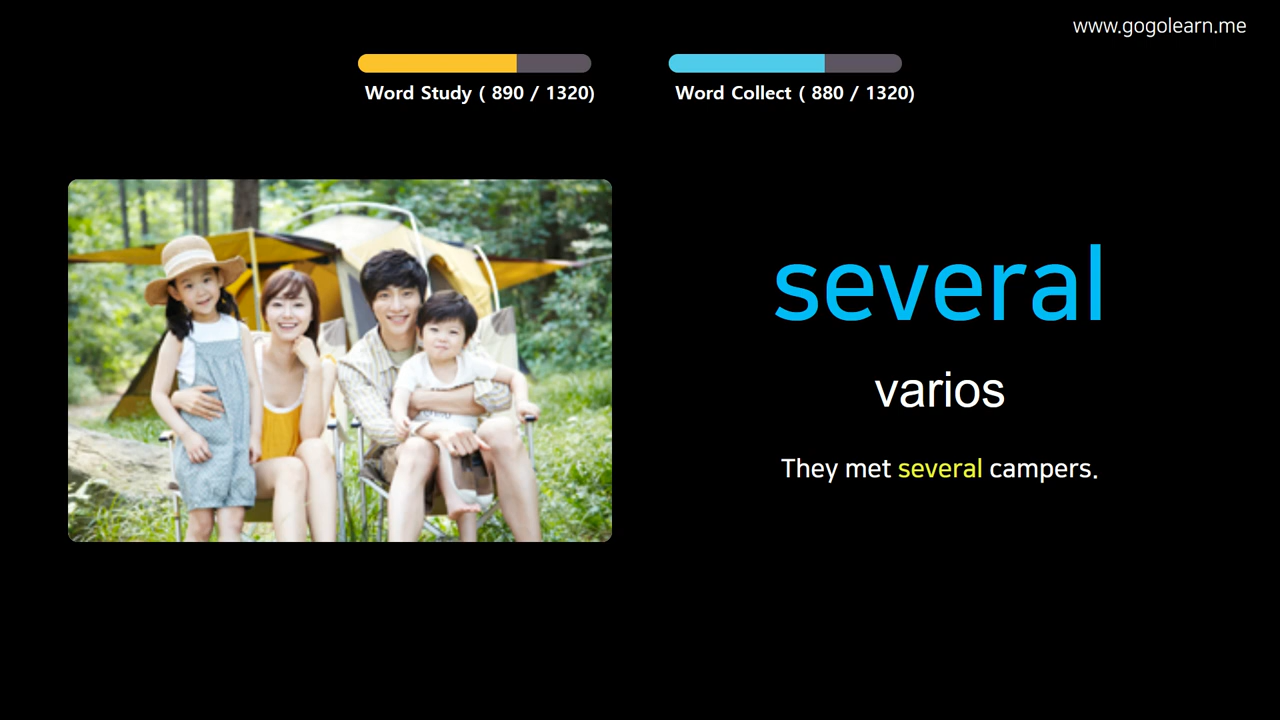 www.gogolearn.me
Word Study ( 890 / 1320)
Word Collect ( 880 / 1320)
several
varios
They met several campers.